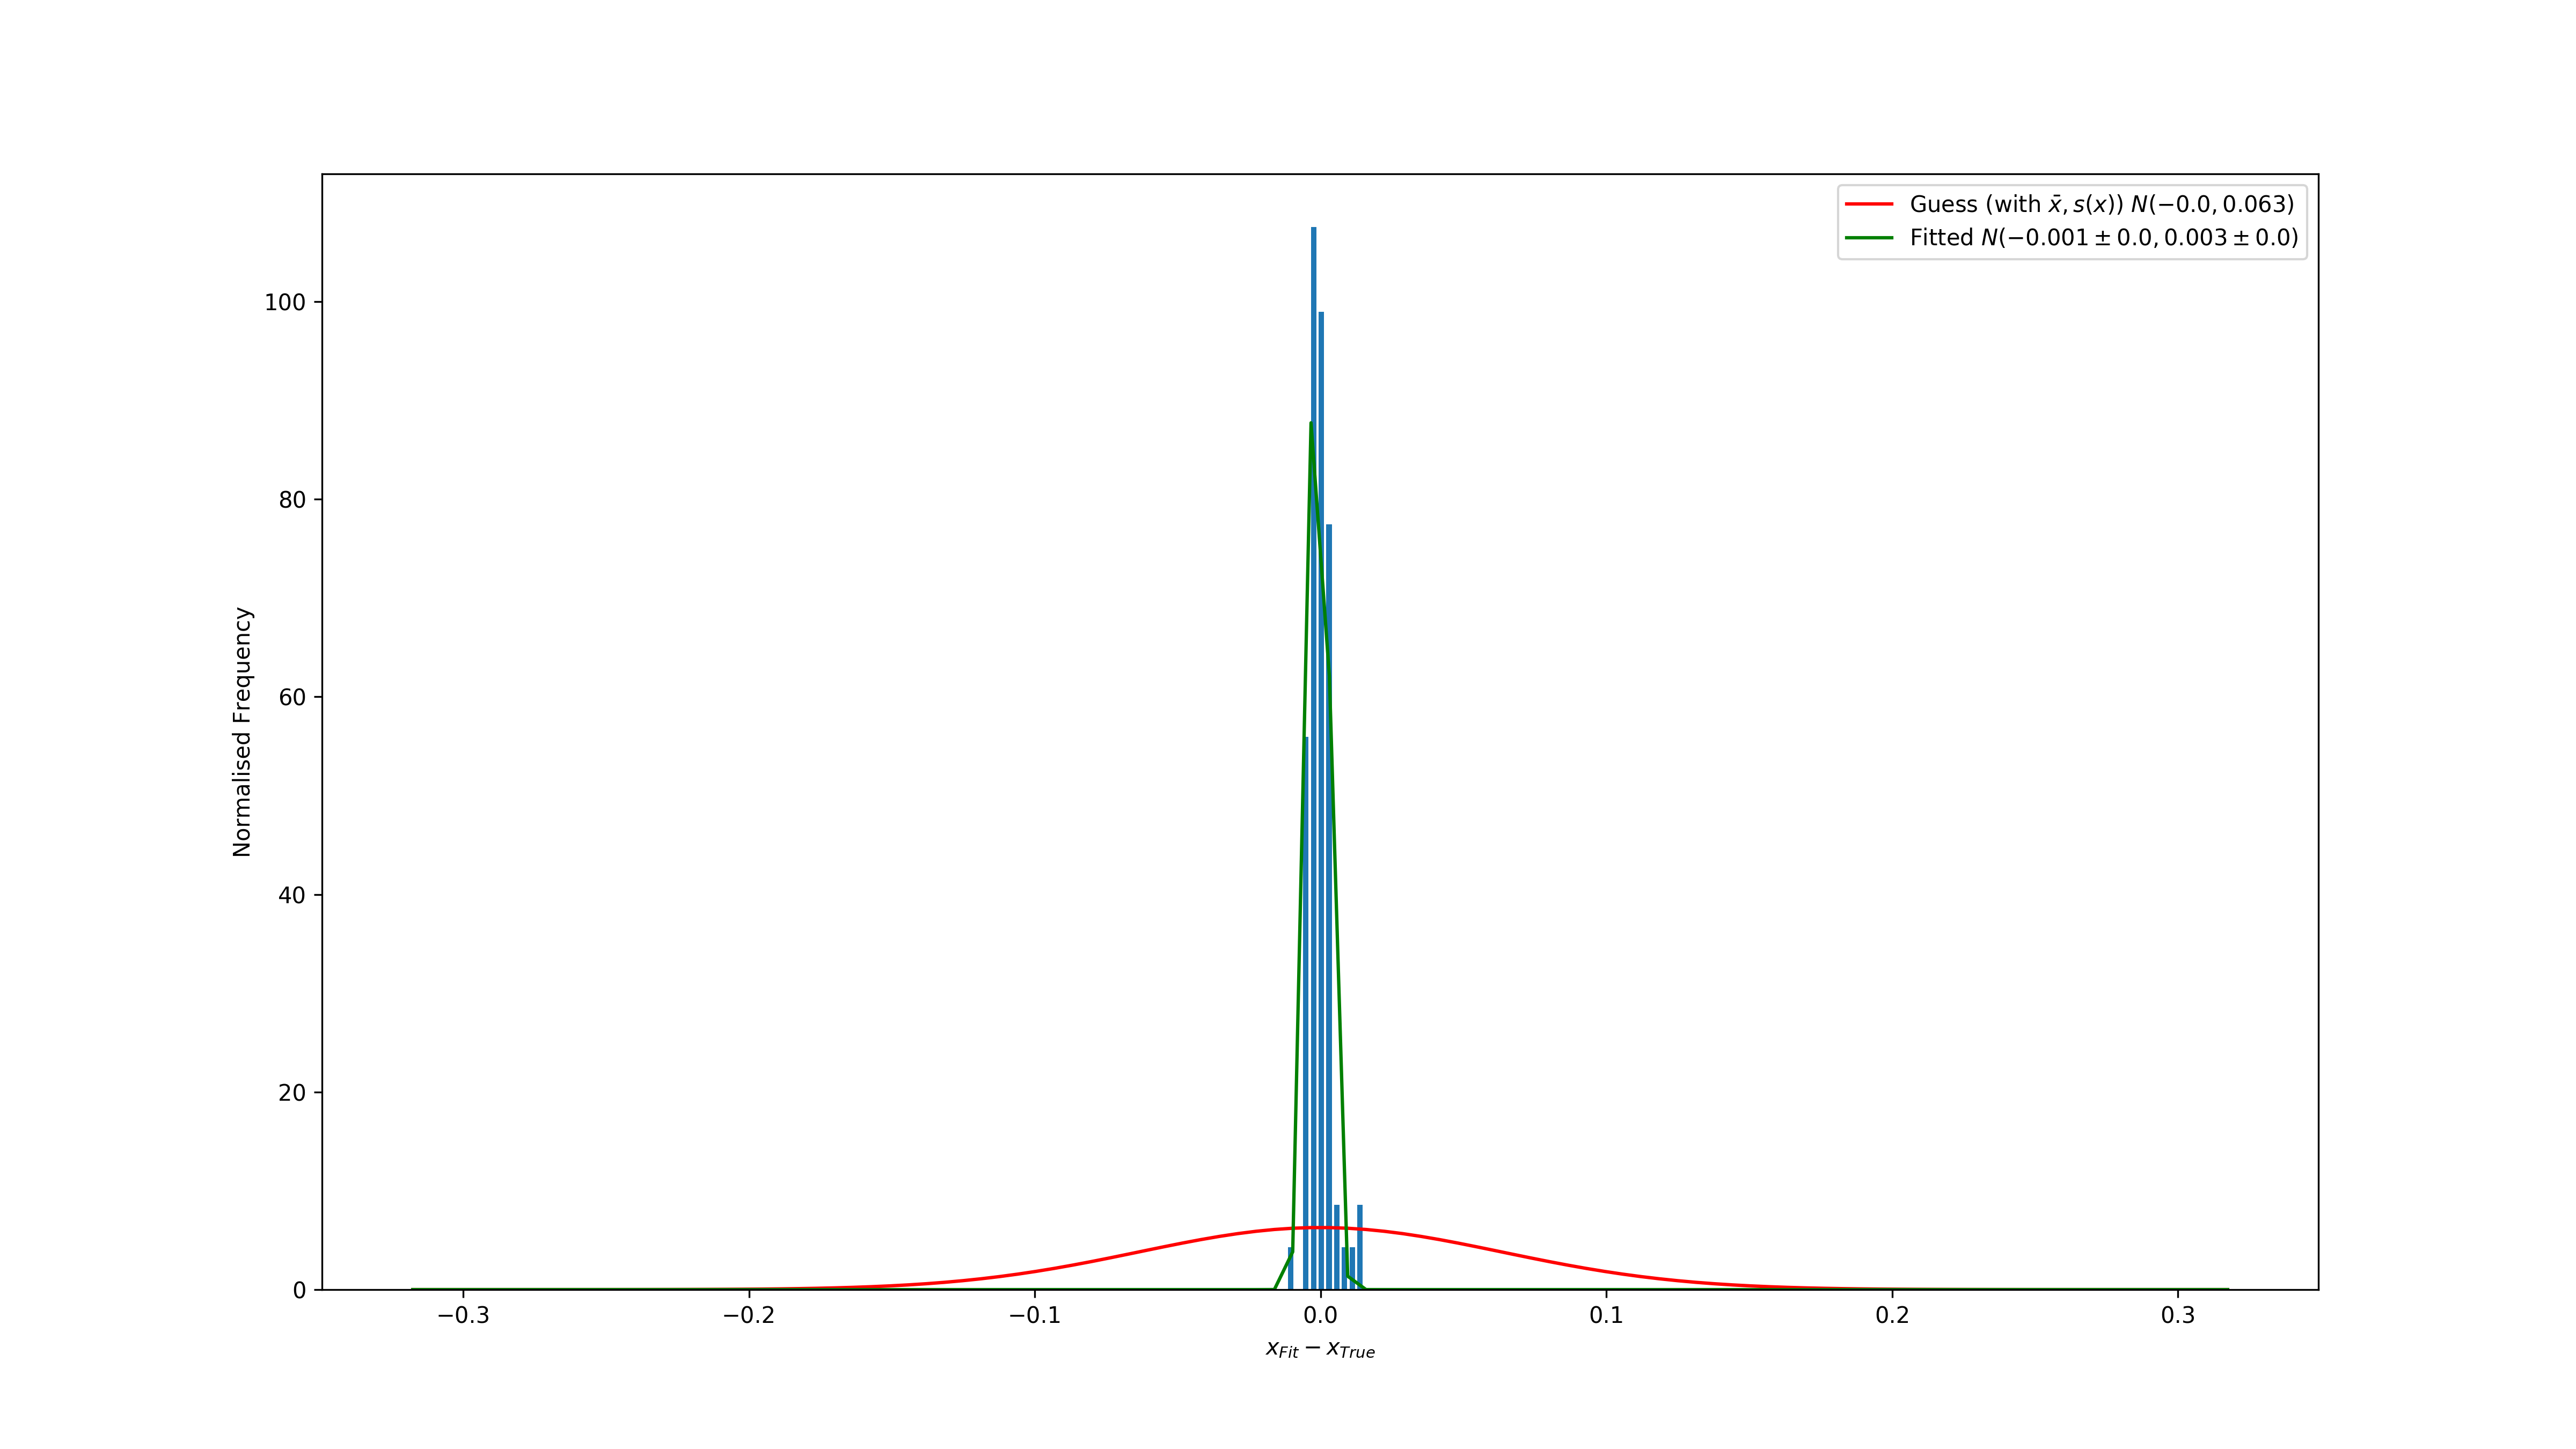 Guess (with x̄, s(x)) N(−0.0, 0.063)
Fitted N(−0.001 ± 0.0, 0.003 ± 0.0)
100
80
60
40
20
0
Normalised Frequency
−0.3 −0.2 −0.1 0.0 0.1 0.2 0.3
x_Fit − x_True